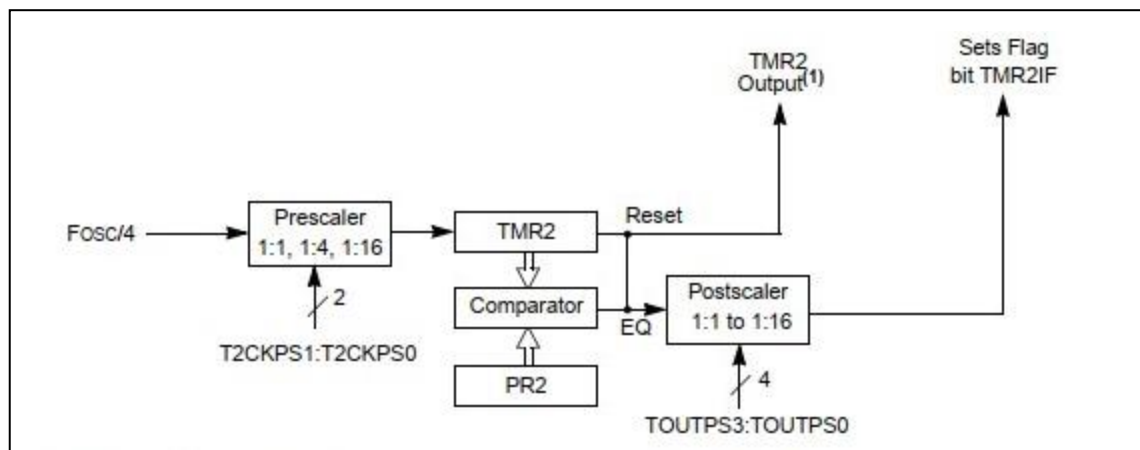 TMR2
Output(1)
Sets Flag
bit TMR2IF
Fosc/4
Prescaler
1:1, 1:4, 1:16
TMR2
Reset
2
Comparator
EQ
Postscaler
1:1 to 1:16
T2CKPS1:T2CKPS0
PR2
4
TOUTPS3:TOUTPS0